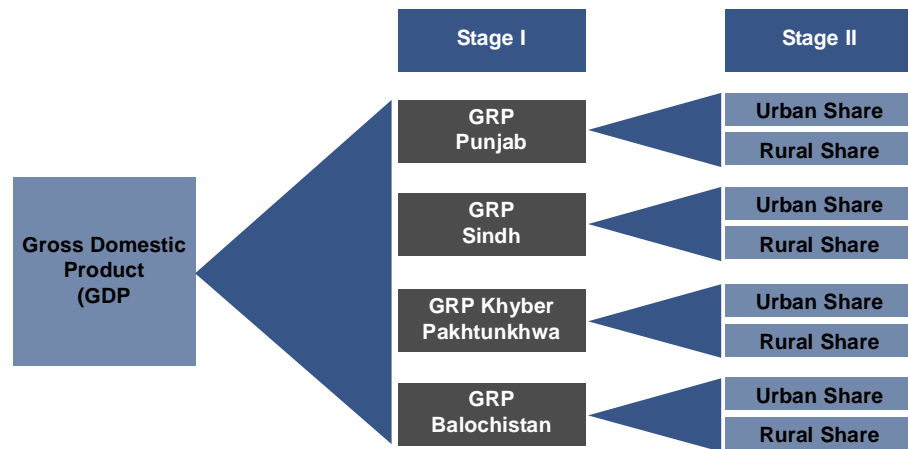 Stage I
Stage II
Gross Domestic
Product
(GDP
GRP
Punjab
Urban Share
Rural Share
GRP
Sindh
Urban Share
Rural Share
GRP Khyber
Pakhtunkhwa
Urban Share
Rural Share
GRP
Balochistan
Urban Share
Rural Share